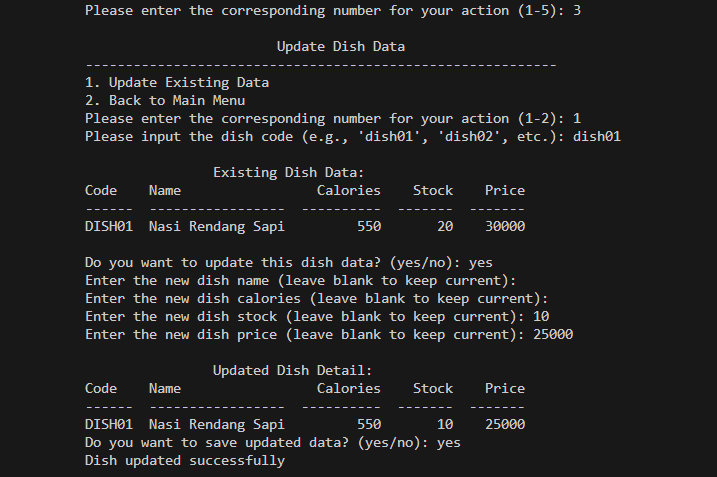 Please enter the corresponding number for your action (1-5): 3
Update Dish Data
-----------------------------------------------------------
1. Update Existing Data
2. Back to Main Menu
Please enter the corresponding number for your action (1-2): 1
Please input the dish code (e.g., 'dish01', 'dish02', etc.): dish01
Existing Dish Data:
Code    Name                 Calories    Stock    Price
------  -----------------  ----------  -------  -------
DISH01  Nasi Rendang Sapi         550       20    30000
Do you want to update this dish data? (yes/no): yes
Enter the new dish name (leave blank to keep current):
Enter the new dish calories (leave blank to keep current):
Enter the new dish stock (leave blank to keep current): 10
Enter the new dish price (leave blank to keep current): 25000
Updated Dish Detail:
Code    Name                 Calories    Stock    Price
------  -----------------  ----------  -------  -------
DISH01  Nasi Rendang Sapi         550       10    25000
Do you want to save updated data? (yes/no): yes
Dish updated successfully